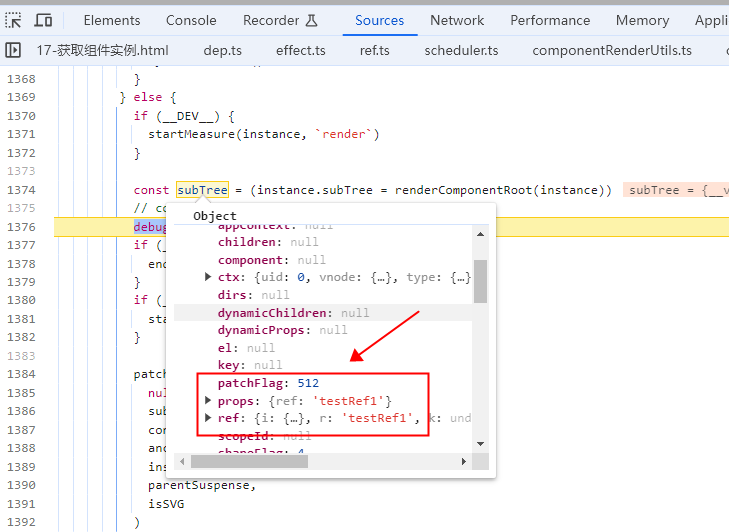 Elements Console Recorder Sources Network Performance Memory Appli
17-获取组件实例.html dep.ts effect.ts ref.ts scheduler.ts componentRenderUtils.ts
1368 }
1369 } else {
1370 if (__DEV__) {
1371 startMeasure(instance, `render`)
1372 }
1373
1374 const subTree = (instance.subTree = renderComponentRoot(instance)) subTree = {__v
1375 // co
1376 debug
1377 if (_
1378 en
1379 }
1380 if (_
1381 sta
1382 }
1383
1384 patch
1385 nul
1386 sub
1387 con
1388 anc
1389 ins
1390 parentSuspense,
1391 isSVG
1392 )
Object
appContext: null
children: null
component: null
ctx: {uid: 0, vnode: {…}, type: {…}
dirs: null
dynamicChildren: null
dynamicProps: null
el: null
key: null
patchFlag: 512
props: {ref: 'testRef1'}
ref: {i: {…}, r: 'testRef1', k: und
scopeId: null
shapeFlag: 4